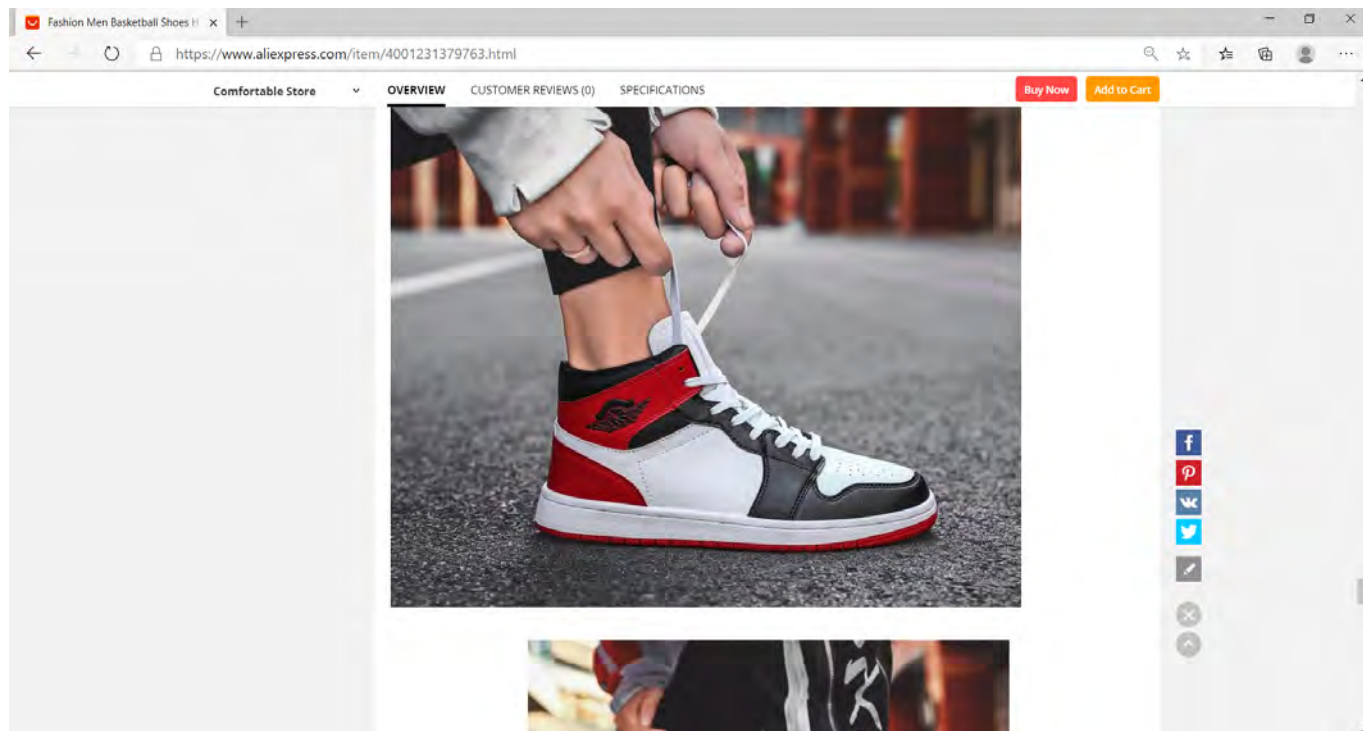 Fashion Men Basketball Shoes H
https://www.aliexpress.com/item/4001231379763.html
Comfortable Store
OVERVIEW
CUSTOMER REVIEWS (0)
SPECIFICATIONS
Buy Now
Add to Cart